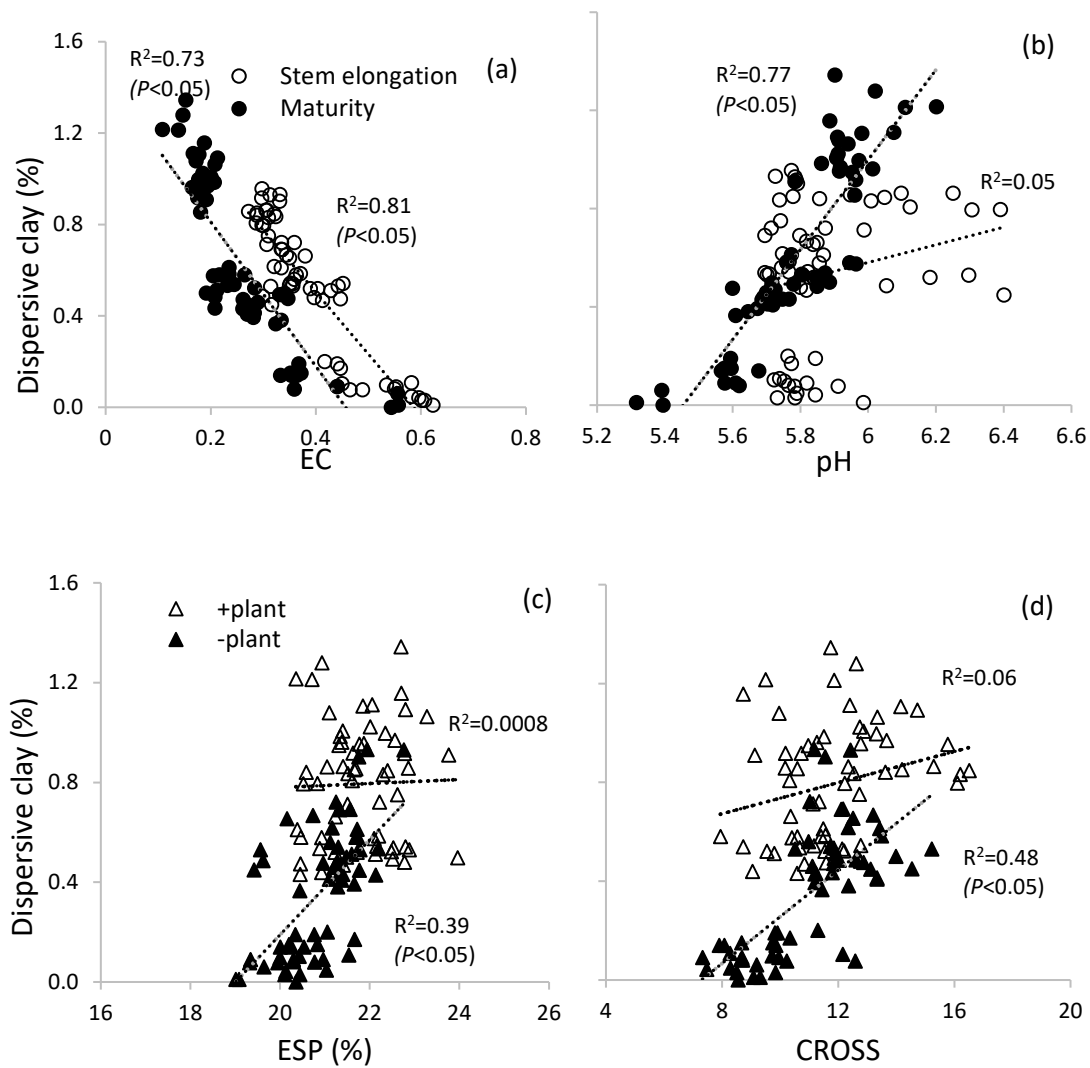 1.6
R²=0.73
(P<0.05)
(a)
Stem elongation
Maturity
1.2
0.8
R²=0.81
(P<0.05)
0.4
0.0
Dispersive clay (%)
0 0.2 0.4 0.6 0.8
EC
(b)
R²=0.77
(P<0.05)
R²=0.05
5.2 5.4 5.6 5.8 6 6.2 6.4 6.6
pH
1.6
+plant
-plant
(c)
1.2
R²=0.0008
0.8
0.4
R²=0.39
(P<0.05)
0.0
Dispersive clay (%)
16 18 20 22 24 26
ESP (%)
(d)
R²=0.06
R²=0.48
(P<0.05)
4 8 12 16 20
CROSS